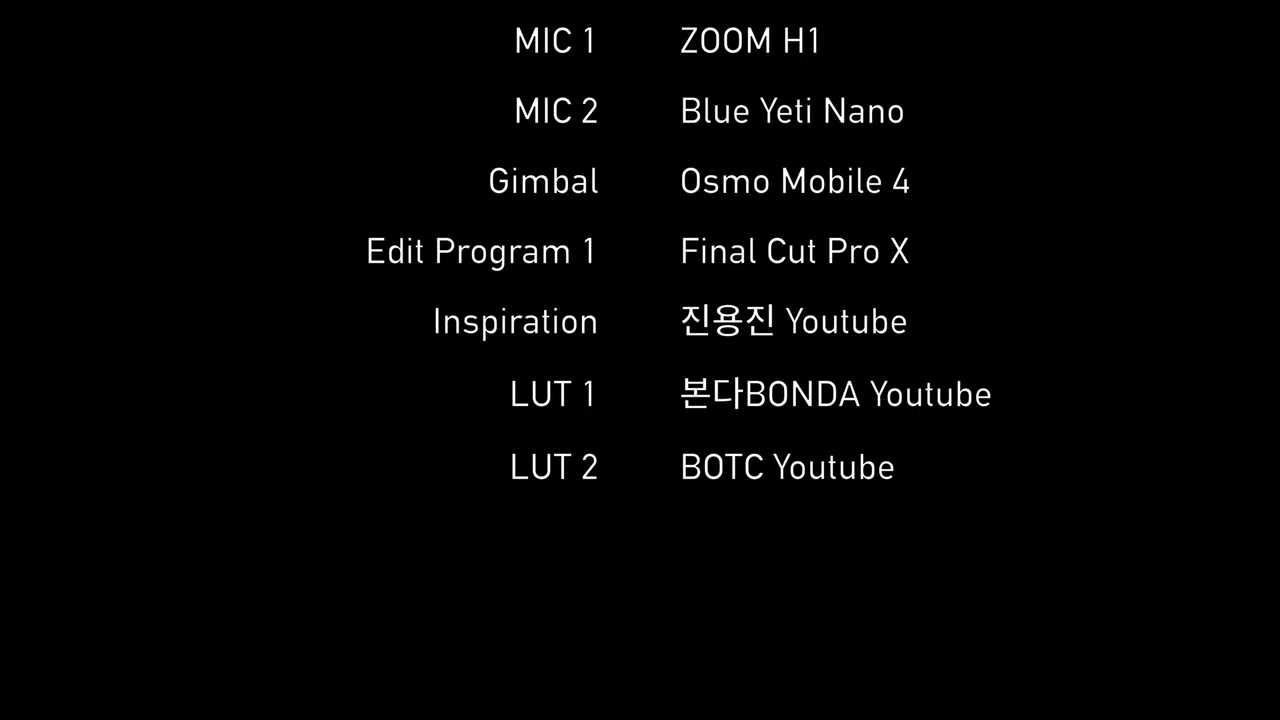 MIC 1 ZOOM H1
MIC 2 Blue Yeti Nano
Gimbal Osmo Mobile 4
Edit Program 1 Final Cut Pro X
Inspiration 진용진 Youtube
LUT 1 본다BONDA Youtube
LUT 2 BOTC Youtube